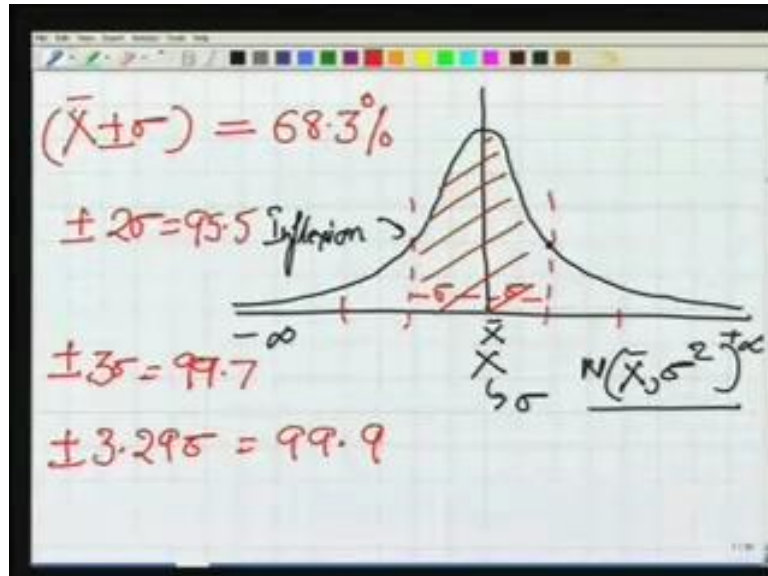 (X̄±σ) = 68.3%
±2σ=95.5 Inflexion
-σ- -σ-
-∞ X̄ +∞
X N(X̄,σ²)
↳σ
±3σ=99.7
±3.29σ = 99.9